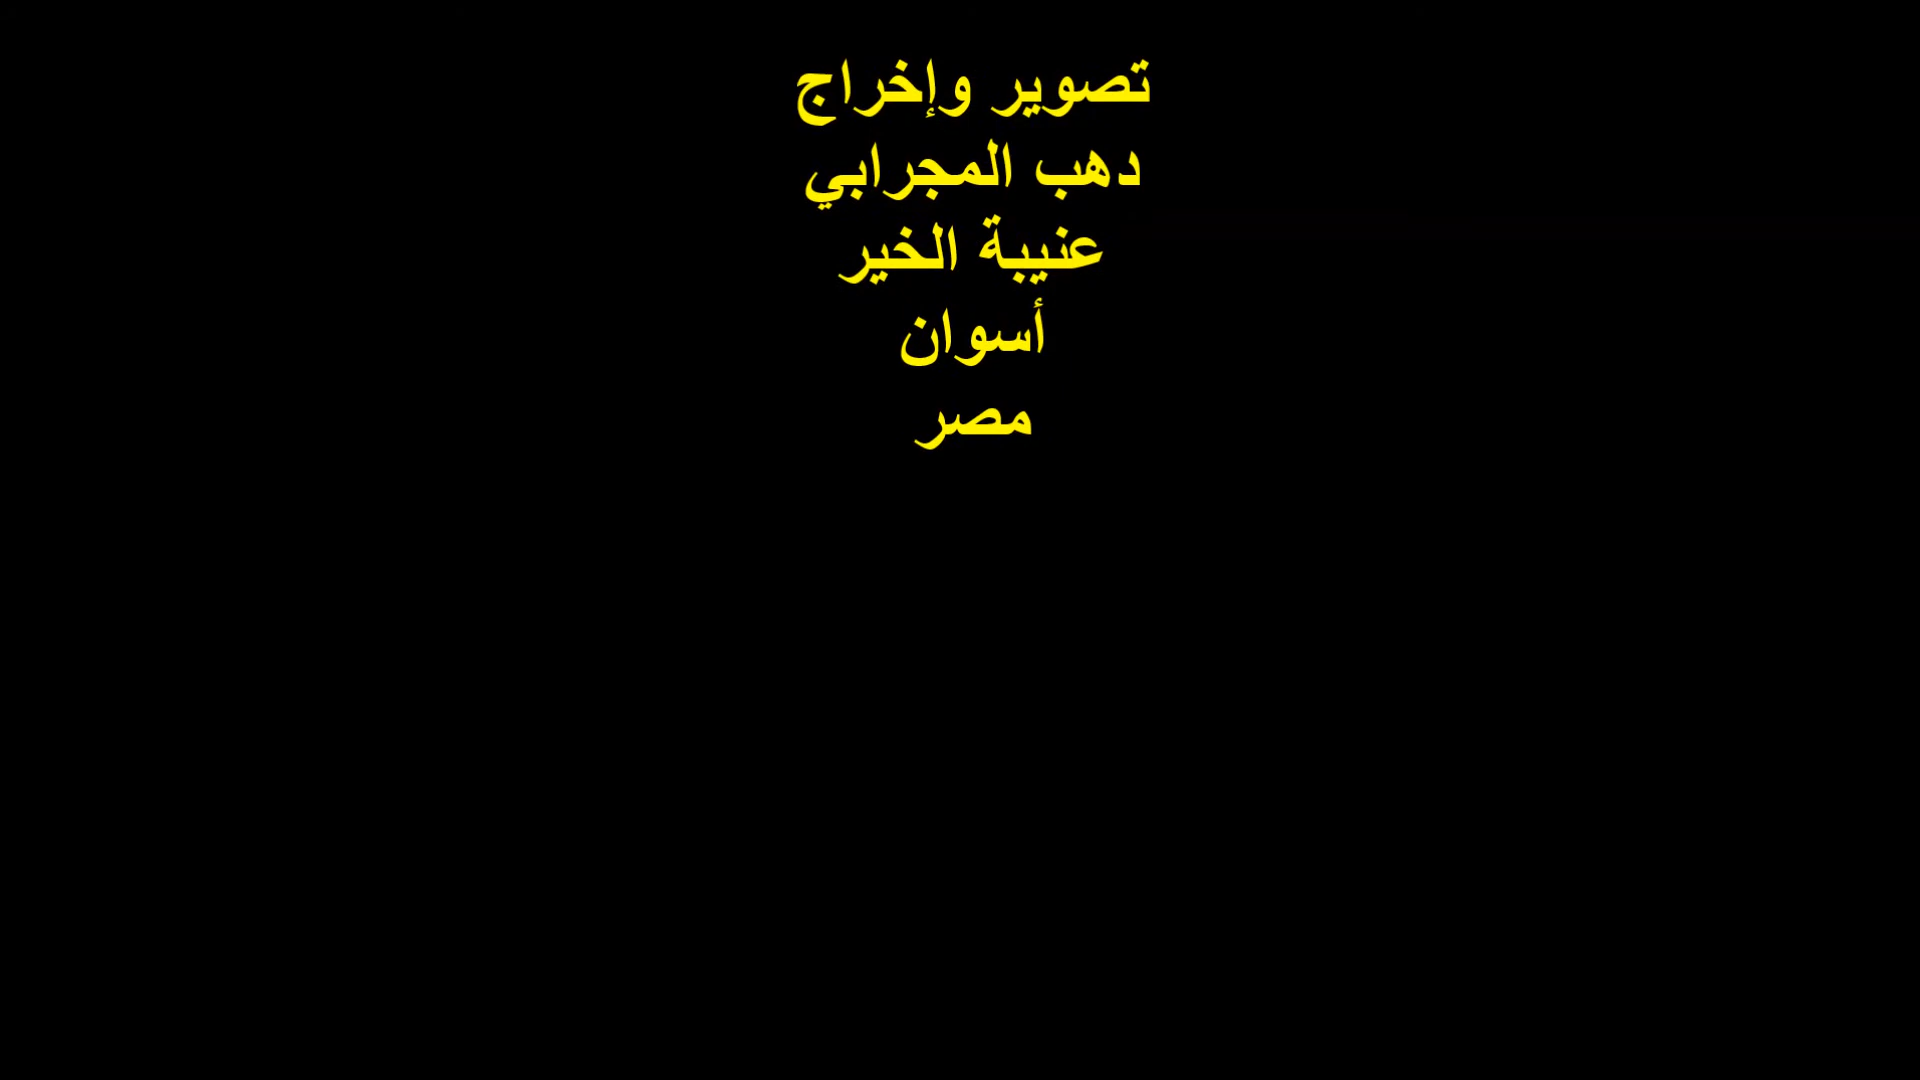 تصوير وإخراج
دهب المجرابي
عنيبة الخير
أسوان
مصر